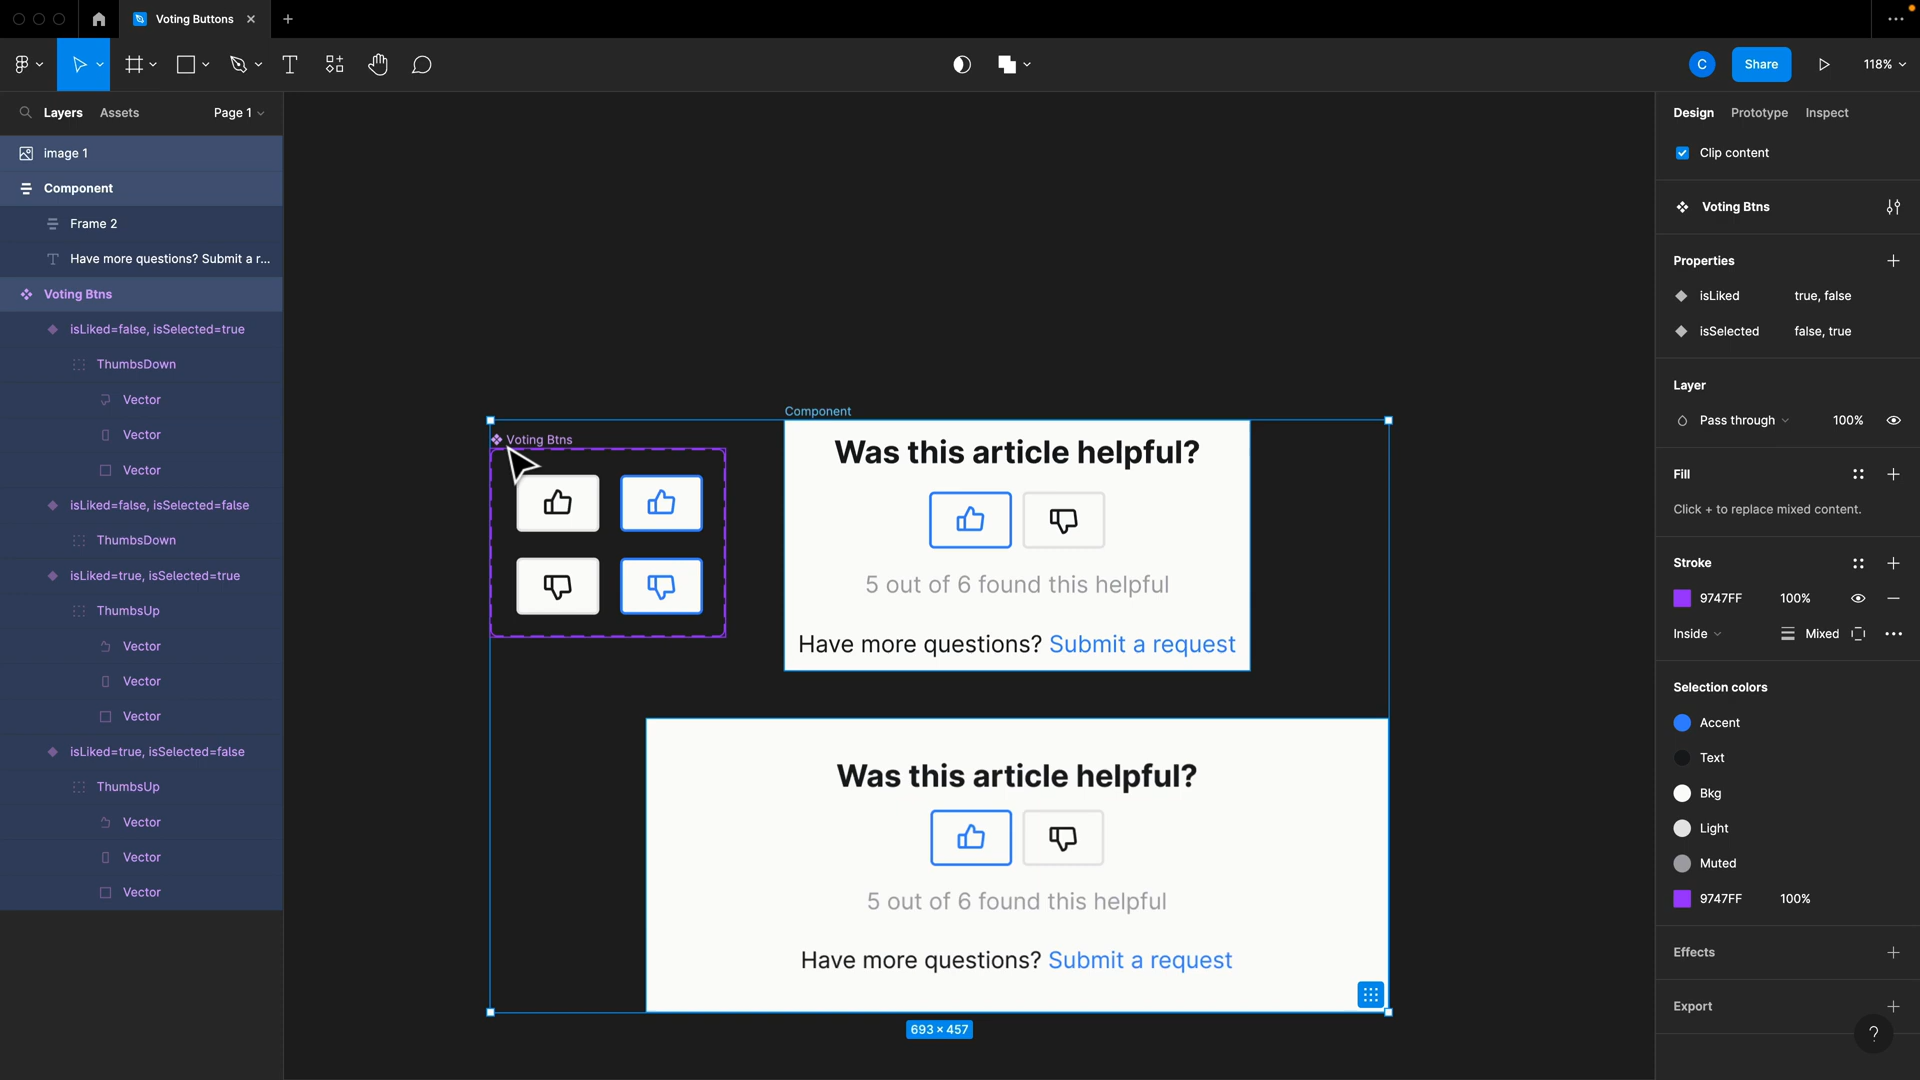 Voting Buttons
C
Share
118%
Layers
Assets
Page 1
image 1
Component
Frame 2
Have more questions? Submit a r...
Voting Btns
isLiked=false, isSelected=true
ThumbsDown
Vector
Vector
Vector
isLiked=false, isSelected=false
ThumbsDown
isLiked=true, isSelected=true
ThumbsUp
Vector
Vector
Vector
isLiked=true, isSelected=false
ThumbsUp
Vector
Vector
Vector
Voting Btns
Component
Was this article helpful?
5 out of 6 found this helpful
Have more questions? Submit a request
Was this article helpful?
5 out of 6 found this helpful
Have more questions? Submit a request
693 × 457
Design
Prototype
Inspect
Clip content
Voting Btns
Properties
isLiked true, false
isSelected false, true
Layer
Pass through 100%
Fill
Click + to replace mixed content.
Stroke
9747FF 100%
Inside Mixed
Selection colors
Accent
Text
Bkg
Light
Muted
9747FF 100%
Effects
Export
?